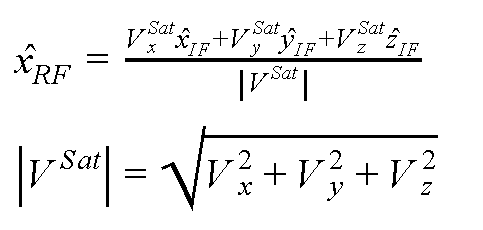 x̂_RF = (V_x^Sat x̂_IF + V_y^Sat ŷ_IF + V_z^Sat ẑ_IF) / |V^Sat|
|V^Sat| = √(V_x^2 + V_y^2 + V_z^2)